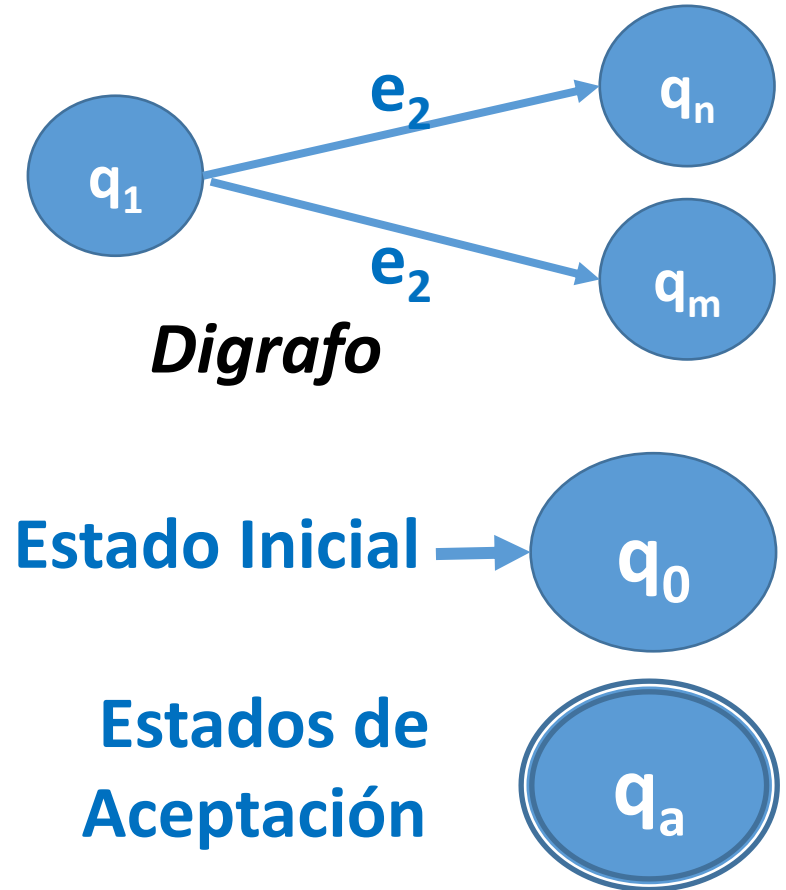 e₂
qₙ
q₁
e₂
qₘ
Digrafo
Estado Inicial
q₀
Estados de
Aceptación
qₐ